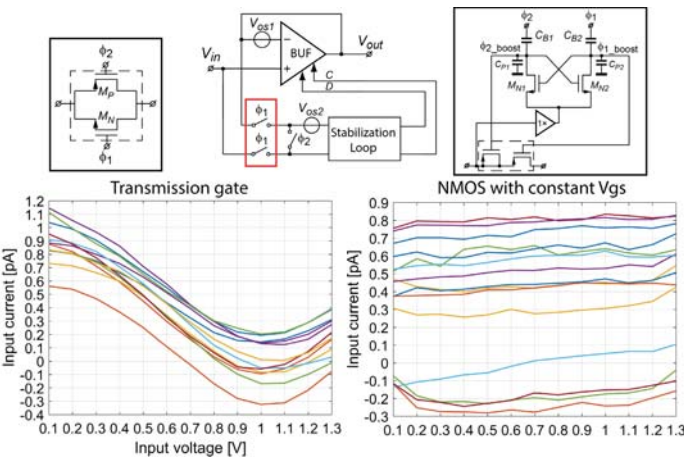 ϕ2
MP
MN
ϕ1
Vos1
Vin
BUF
Vout
C
D
ϕ1
ϕ1
ϕ2
Vos2
Stabilization
Loop
ϕ2
ϕ1
CB1
CB2
ϕ2_boost
ϕ1_boost
CP1
CP2
MN1
MN2
1×
Transmission gate
1.2
1.1
1
0.9
0.8
0.7
0.6
0.5
0.4
0.3
0.2
0.1
0
-0.1
-0.2
-0.3
-0.4
Input current [pA]
0.1 0.2 0.3 0.4 0.5 0.6 0.7 0.8 0.9 1 1.1 1.2 1.3
Input voltage [V]
NMOS with constant Vgs
0.9
0.8
0.7
0.6
0.5
0.4
0.3
0.2
0.1
0
-0.1
-0.2
-0.3
Input current [pA]
0.1 0.2 0.3 0.4 0.5 0.6 0.7 0.8 0.9 1 1.1 1.2 1.3